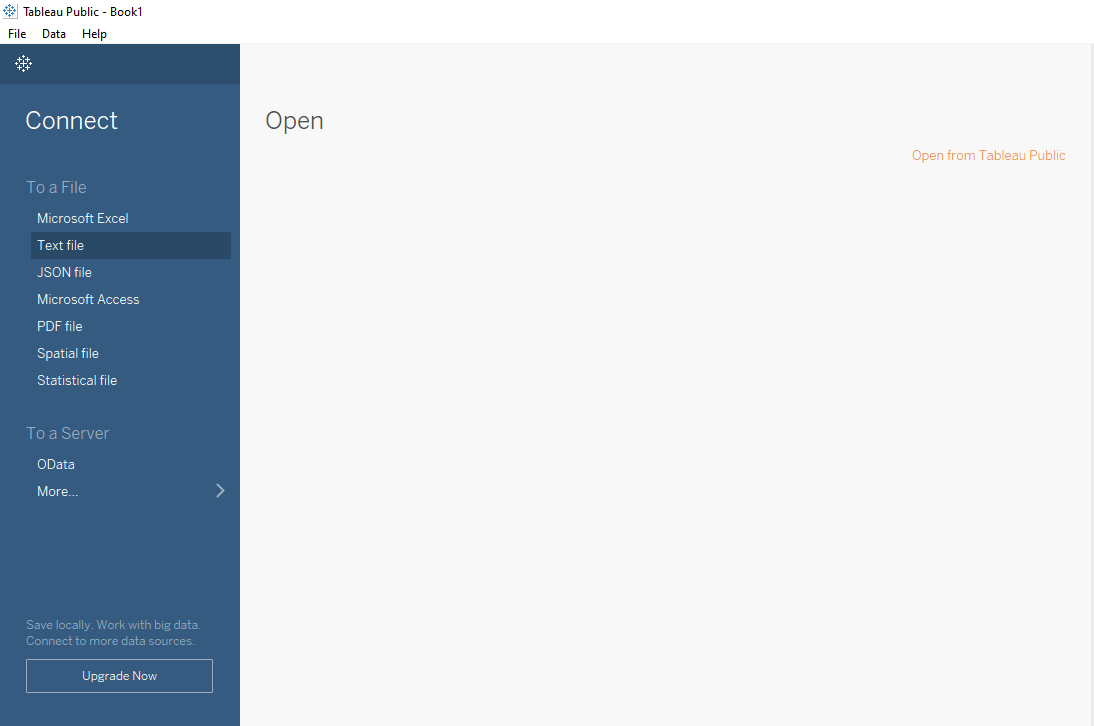 Tableau Public - Book1
File Data Help
Connect
To a File
Microsoft Excel
Text file
JSON file
Microsoft Access
PDF file
Spatial file
Statistical file
To a Server
OData
More...
Save locally. Work with big data.
Connect to more data sources.
Upgrade Now
Open
Open from Tableau Public